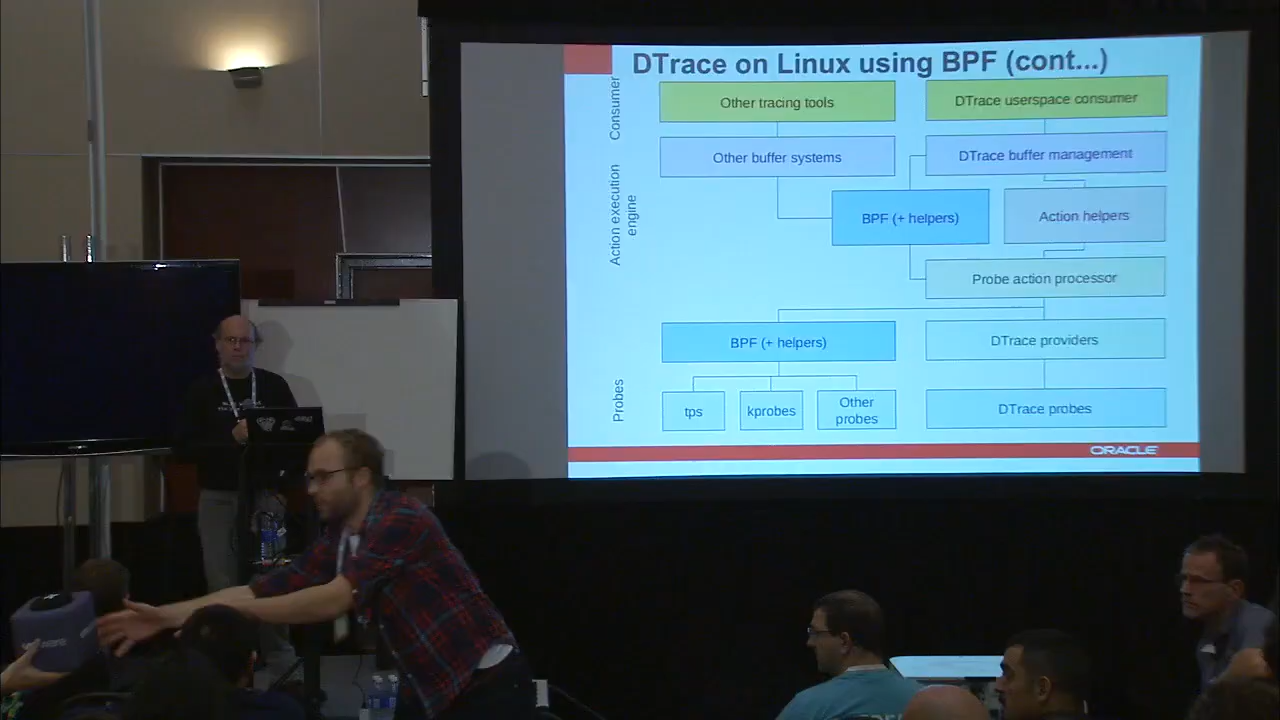 DTrace on Linux using BPF (cont...)
Consumer
Other tracing tools
DTrace userspace consumer
Action execution
engine
Other buffer systems
DTrace buffer management
BPF (+ helpers)
Action helpers
Probe action processor
BPF (+ helpers)
DTrace providers
Probes
tps
kprobes
Other
probes
DTrace probes
ORACLE